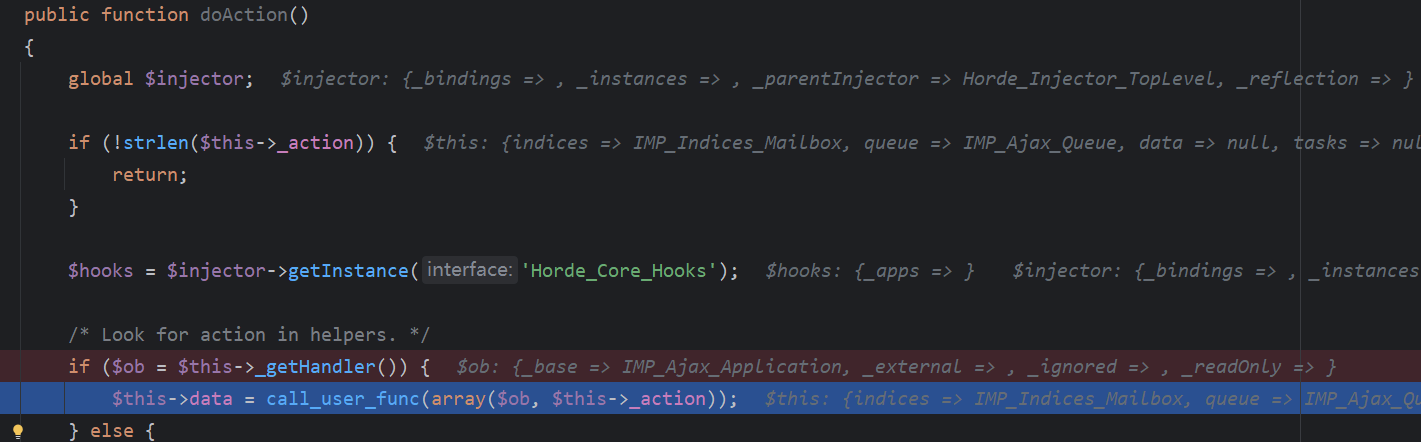 public function doAction()
{
global $injector; $injector: {_bindings => , _instances => , _parentInjector => Horde_Injector_TopLevel, _reflection => }
if (!strlen($this->_action)) { $this: {indices => IMP_Indices_Mailbox, queue => IMP_Ajax_Queue, data => null, tasks => nul
return;
}
$hooks = $injector->getInstance( interface: 'Horde_Core_Hooks'); $hooks: {_apps => } $injector: {_bindings => , _instances
/* Look for action in helpers. */
if ($ob = $this->_getHandler()) { $ob: {_base => IMP_Ajax_Application, _external => , _ignored => , _readOnly => }
$this->data = call_user_func(array($ob, $this->_action)); $this: {indices => IMP_Indices_Mailbox, queue => IMP_Ajax_Qu
} else {